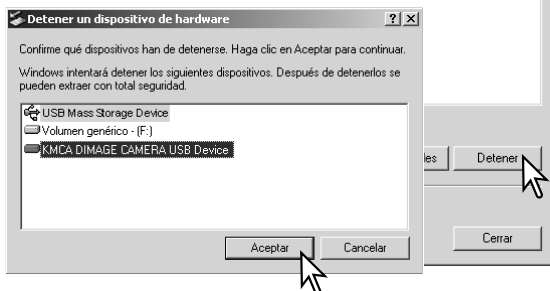 Detener un dispositivo de hardware
Confirme qué dispositivos han de detenerse. Haga clic en Aceptar para continuar.
Windows intentará detener los siguientes dispositivos. Después de detenerlos se
pueden extraer con total seguridad.
USB Mass Storage Device
Volumen genérico - (F:)
KMCA DIMAGE CAMERA USB Device
des Detener
Aceptar Cancelar
Cerrar